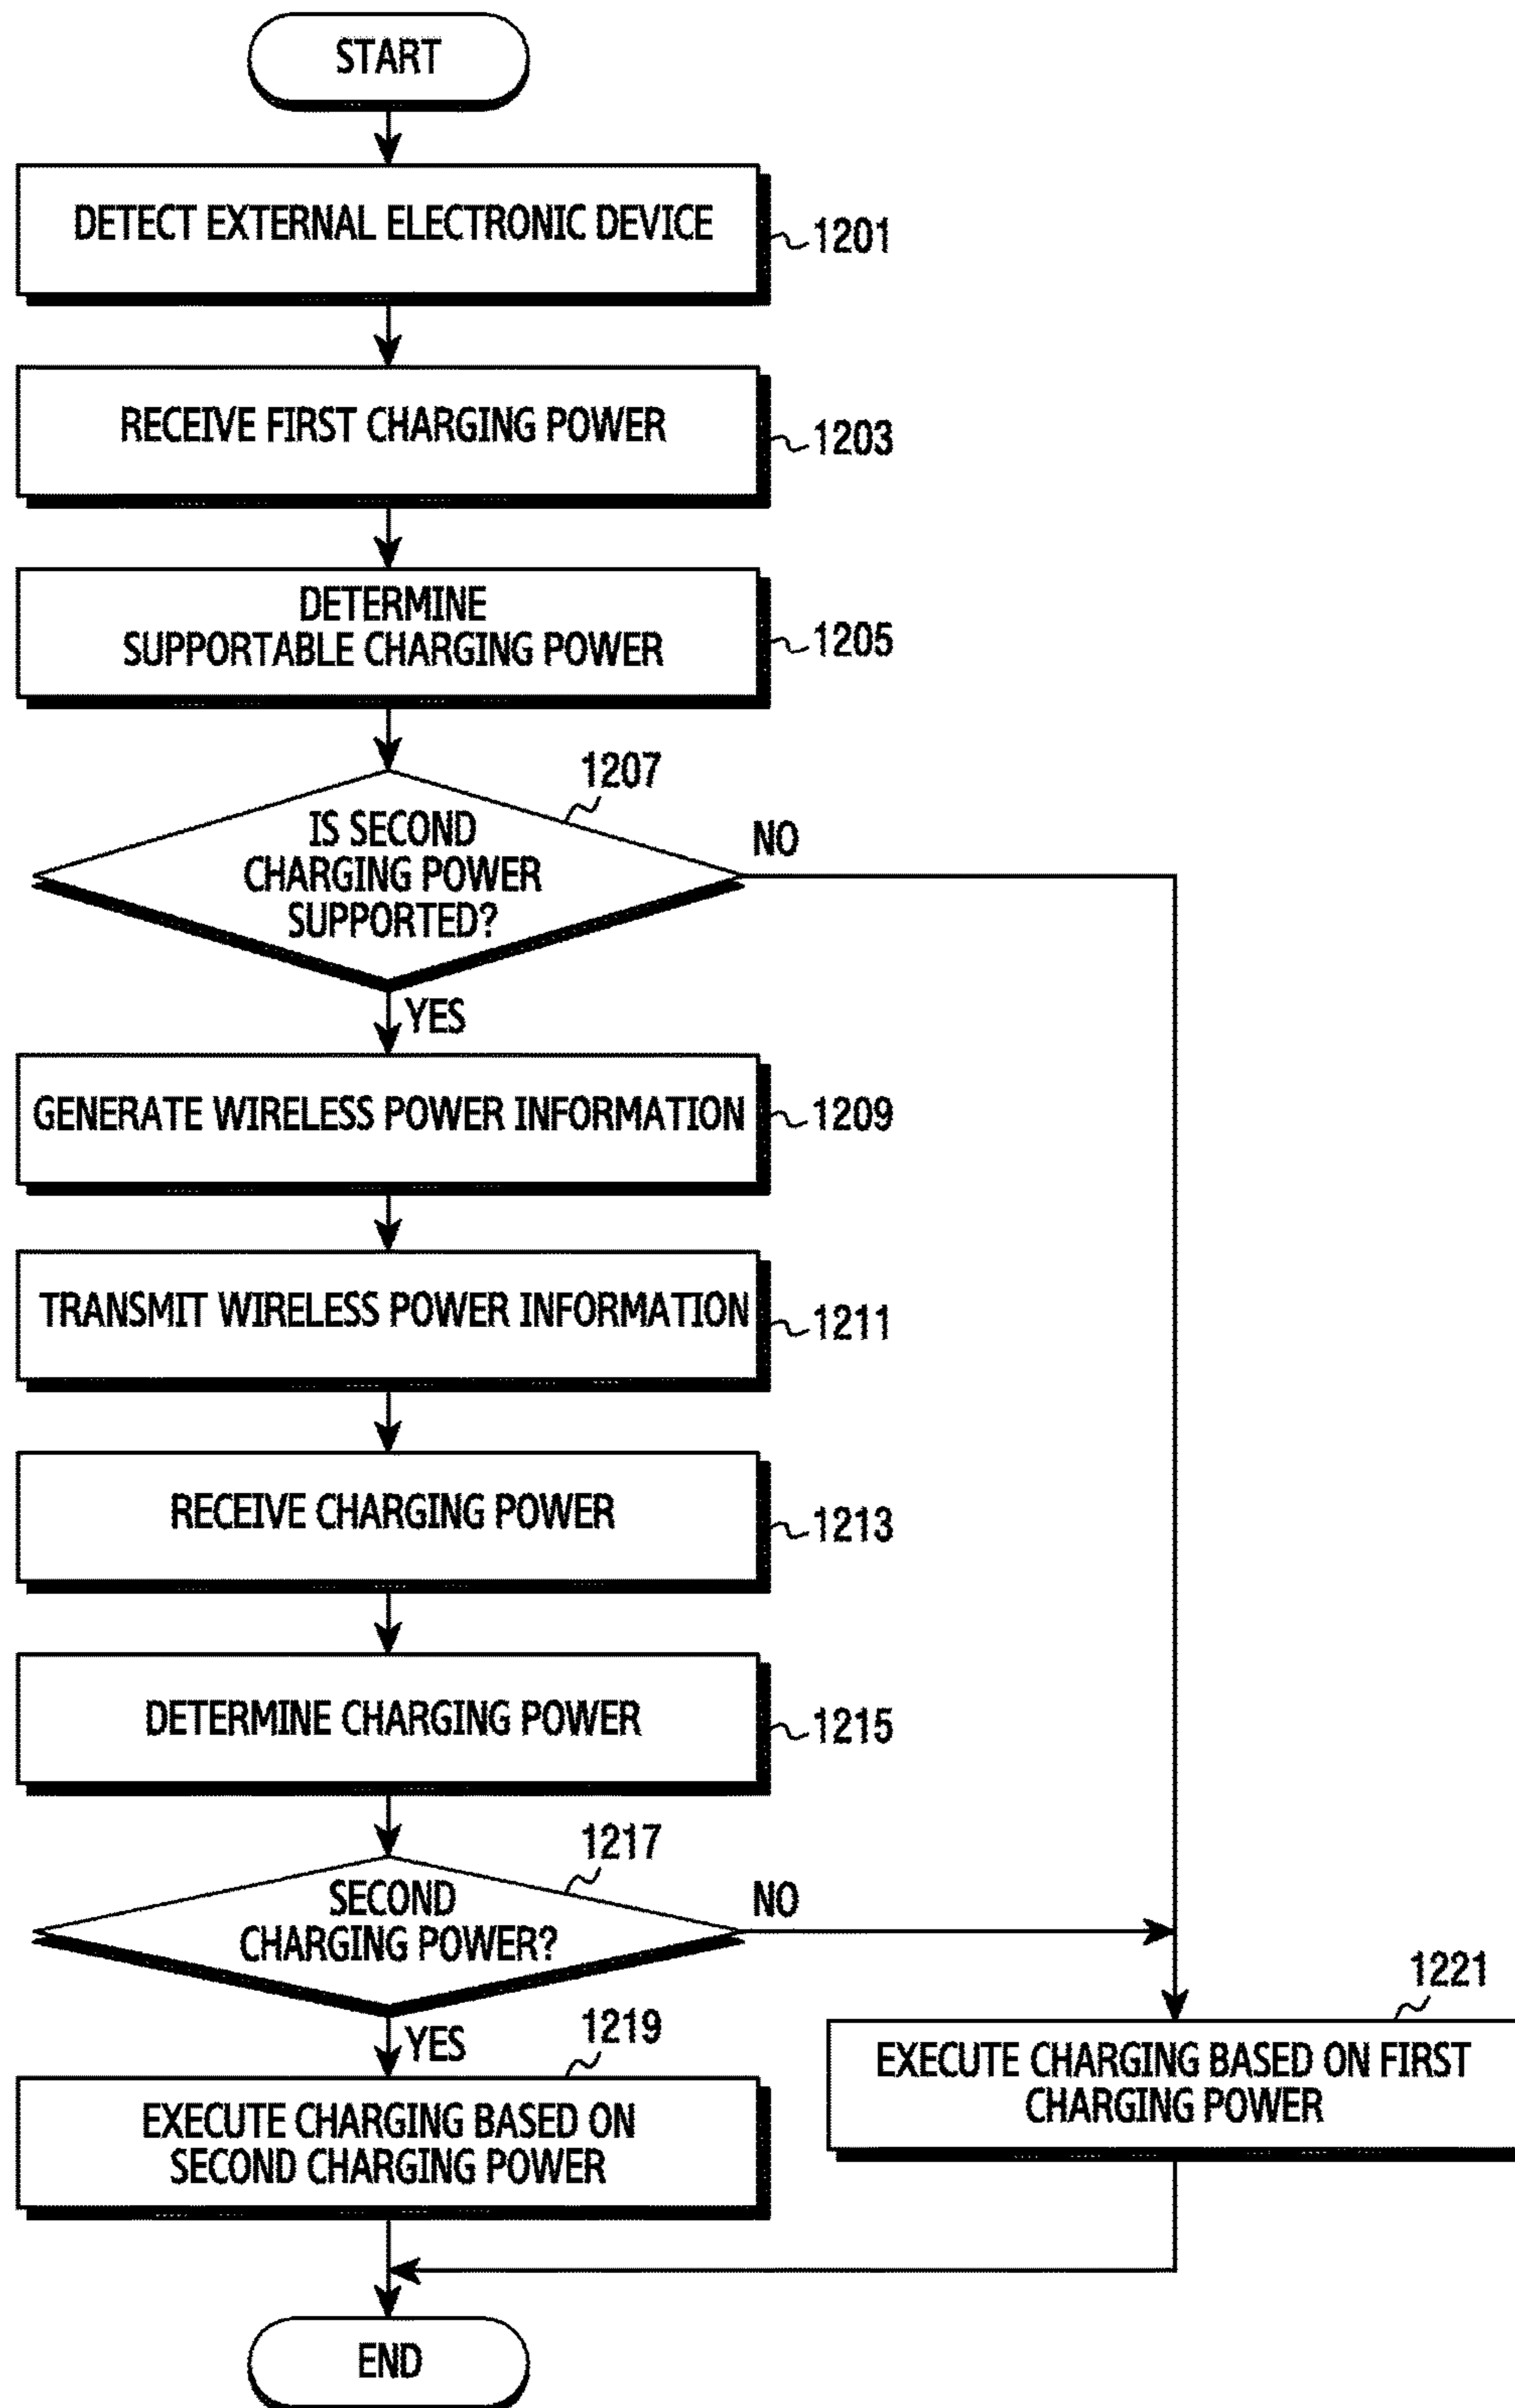 START
DETECT EXTERNAL ELECTRONIC DEVICE
1201
RECEIVE FIRST CHARGING POWER
1203
DETERMINE
SUPPORTABLE CHARGING POWER
1205
1207
IS SECOND
CHARGING POWER
SUPPORTED?
NO
YES
GENERATE WIRELESS POWER INFORMATION
1209
TRANSMIT WIRELESS POWER INFORMATION
1211
RECEIVE CHARGING POWER
1213
DETERMINE CHARGING POWER
1215
1217
SECOND
CHARGING POWER?
NO
YES
1219
EXECUTE CHARGING BASED ON
SECOND CHARGING POWER
1221
EXECUTE CHARGING BASED ON FIRST
CHARGING POWER
END